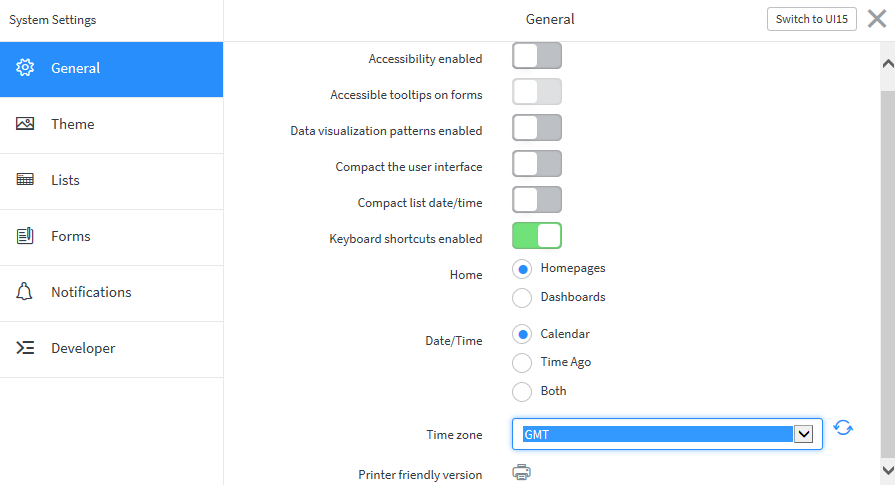 System Settings
General
Switch to UI15
General
Theme
Lists
Forms
Notifications
Developer
Accessibility enabled
Accessible tooltips on forms
Data visualization patterns enabled
Compact the user interface
Compact list date/time
Keyboard shortcuts enabled
Home
Homepages
Dashboards
Date/Time
Calendar
Time Ago
Both
Time zone
GMT
Printer friendly version